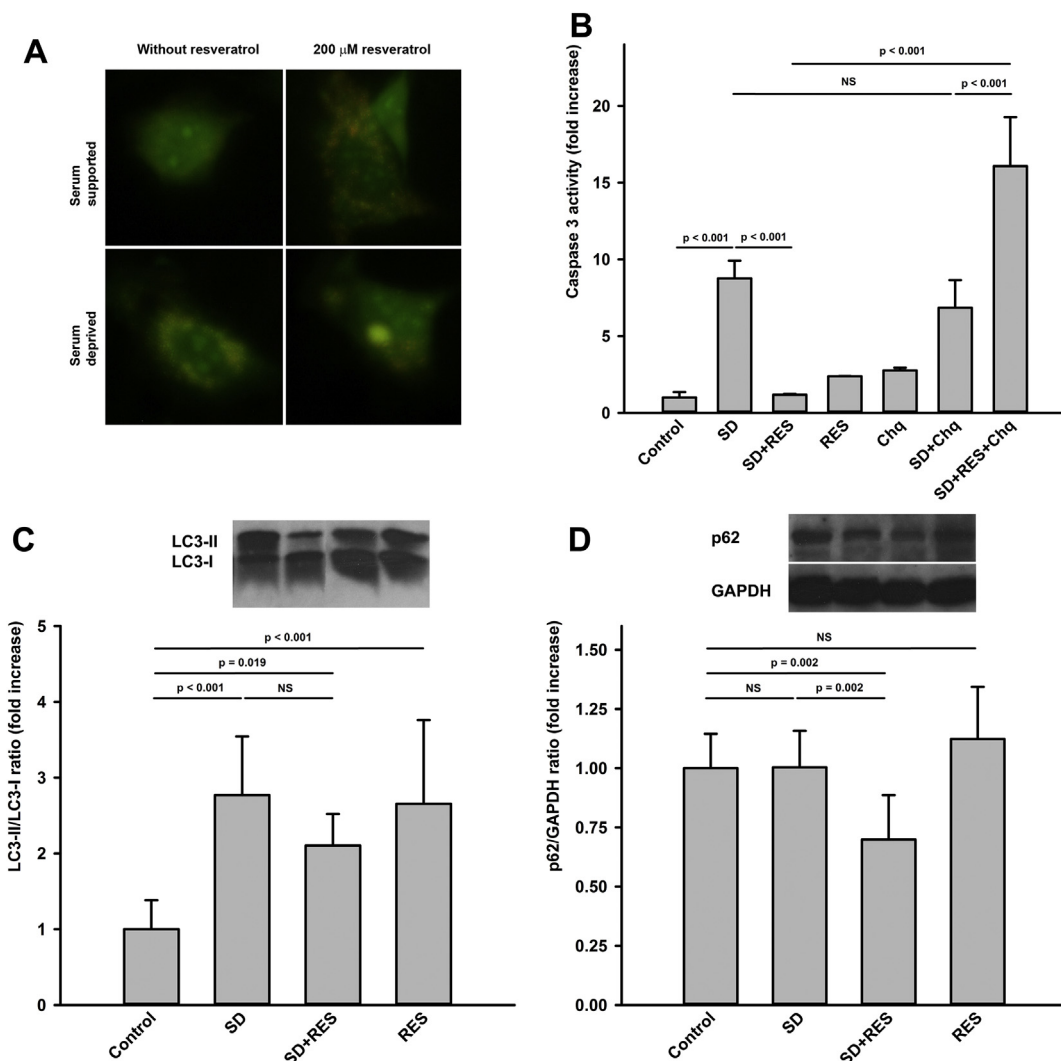 A
Without resveratrol
200 μM resveratrol
Serum
supported
Serum
deprived
B
Caspase 3 activity (fold increase)
20
15
10
5
0
p < 0.001
NS
p < 0.001
p < 0.001
p < 0.001
Control
SD
SD+RES
RES
Chq
SD+Chq
SD+RES+Chq
C
LC3-II
LC3-I
LC3-II/LC3-I ratio (fold increase)
5
4
3
2
1
0
p < 0.001
p = 0.019
p < 0.001
NS
Control
SD
SD+RES
RES
D
p62
GAPDH
p62/GAPDH ratio (fold increase)
1.50
1.25
1.00
0.75
0.50
0.25
0.00
NS
p = 0.002
NS
p = 0.002
Control
SD
SD+RES
RES